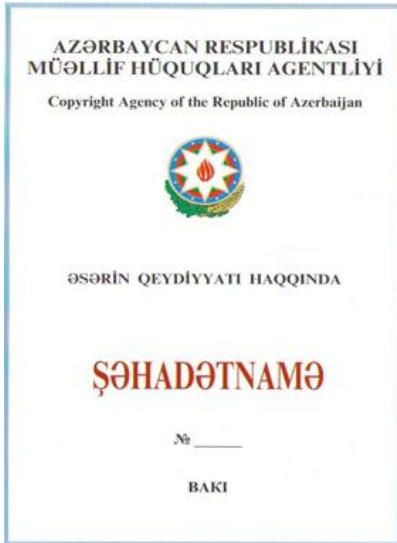 AZƏRBAYCAN RESPUBLİKASI
MÜƏLLİF HÜQUQLARI AGENTLİYİ
Copyright Agency of the Republic of Azerbaijan
ƏSƏRİN QEYDİYYATI HAQQINDA
ŞƏHADƏTNAMƏ
№ ______
BAKI